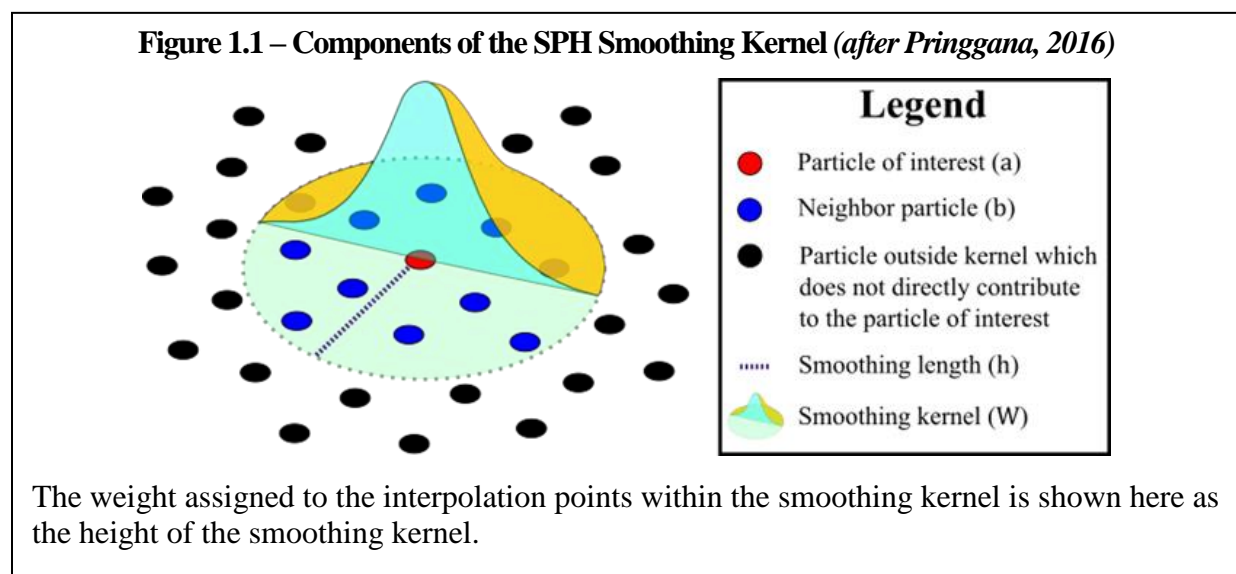 Figure 1.1 – Components of the SPH Smoothing Kernel (after Pringgana, 2016)
Legend
Particle of interest (a)
Neighbor particle (b)
Particle outside kernel which
does not directly contribute
to the particle of interest
Smoothing length (h)
Smoothing kernel (W)
The weight assigned to the interpolation points within the smoothing kernel is shown here as
the height of the smoothing kernel.